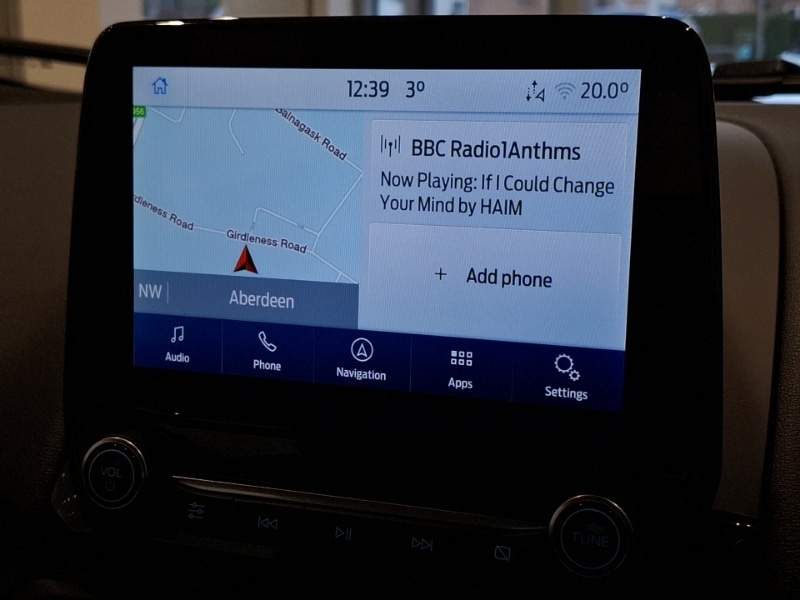 12:39 3º 20.0º
956
Balnagask Road
BBC Radio1Anthms
Now Playing: If I Could Change
Your Mind by HAIM
Girdleness Road
Girdleness Road
NW Aberdeen
+ Add phone
Audio Phone Navigation Apps Settings
VOL
TUNE